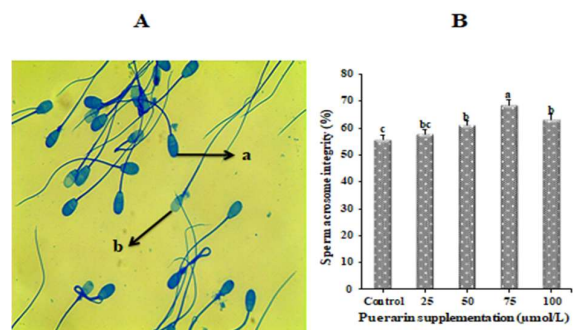 A
B
a
b
Sperm acrosome integrity (%)
80
70
60
50
40
30
20
10
0
c
bc
b
a
b
Control 25 50 75 100
Puerarin supplementation (µmol/L)